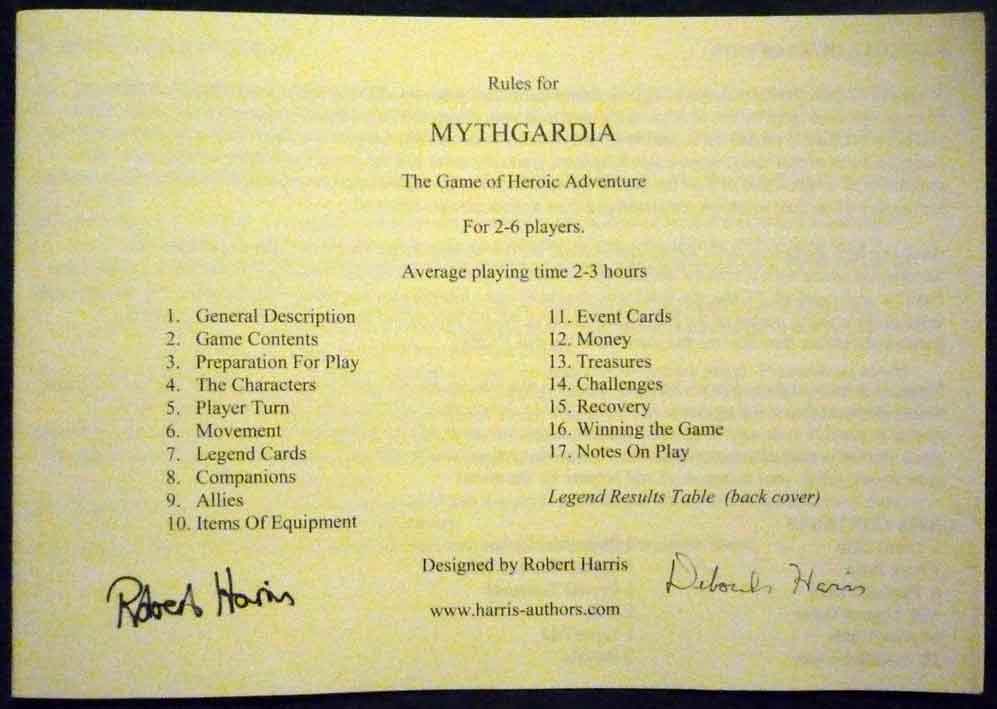 Rules for
MYTHGARDIA
The Game of Heroic Adventure
For 2-6 players.
Average playing time 2-3 hours
1. General Description
2. Game Contents
3. Preparation For Play
4. The Characters
5. Player Turn
6. Movement
7. Legend Cards
8. Companions
9. Allies
10. Items Of Equipment
11. Event Cards
12. Money
13. Treasures
14. Challenges
15. Recovery
16. Winning the Game
17. Notes On Play
Legend Results Table (back cover)
Designed by Robert Harris
www.harris-authors.com
Robert Harris
Deborah Harris